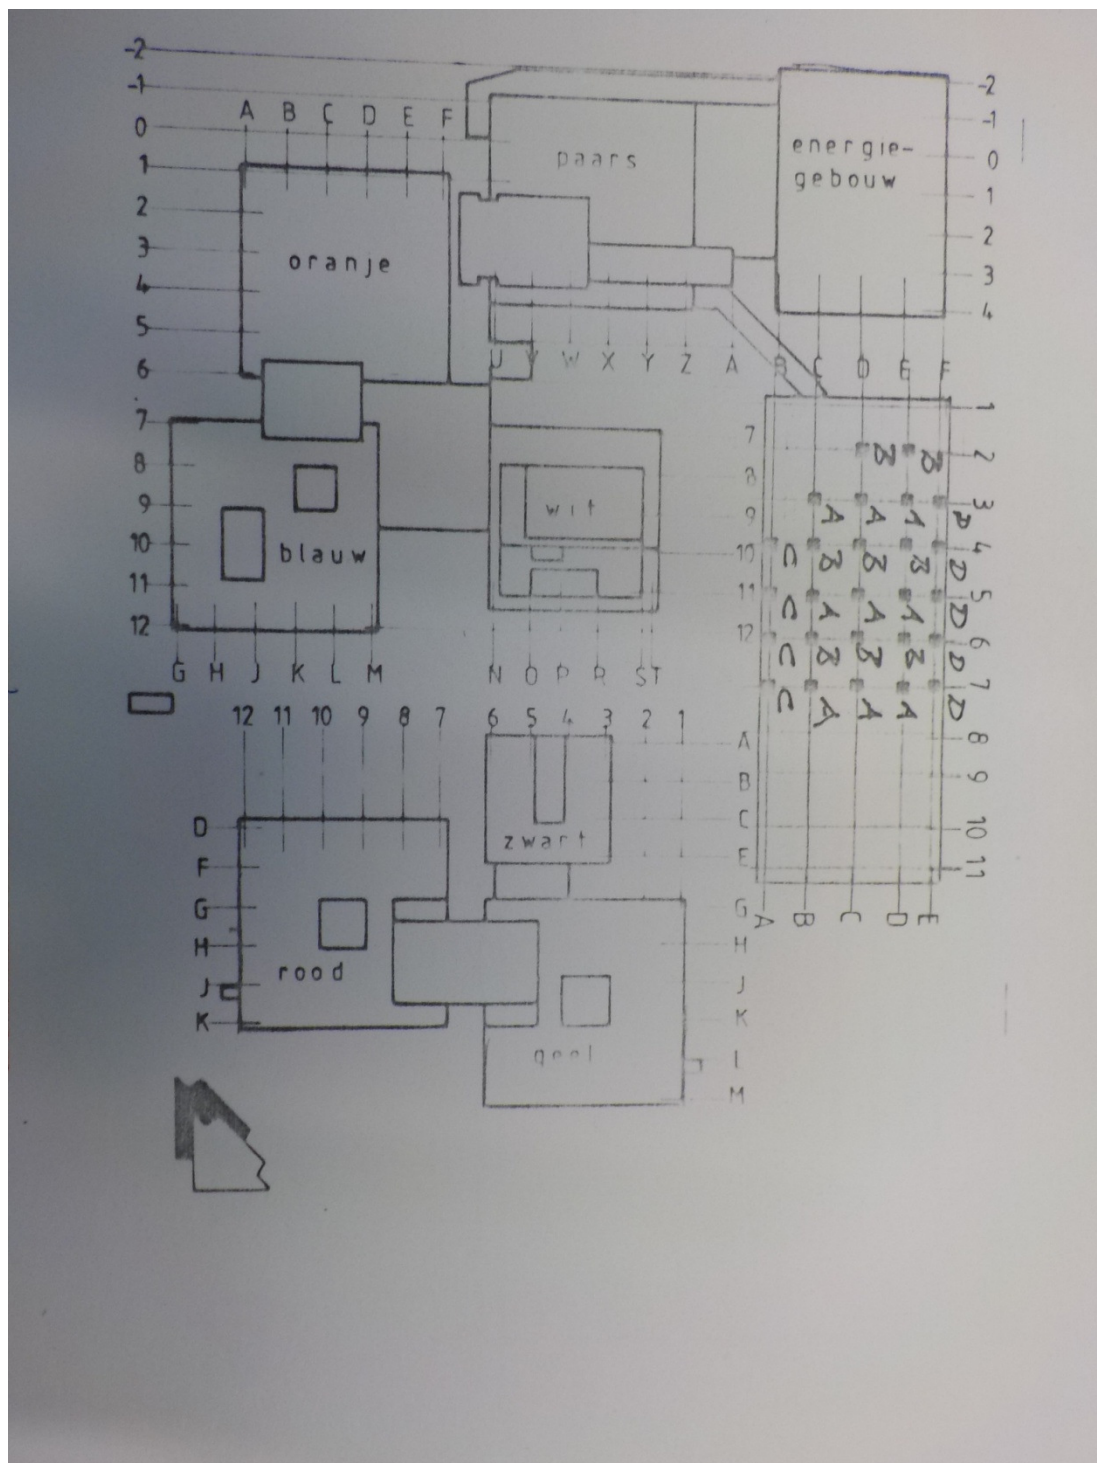 -2
-1
0
1
2
3
4
5
6
7
8
9
10
11
12
A B C D E F
oranje
paars
energie-
gebouw
-2
-1
0
1
2
3
4
U V W X Y Z A B C D E F
blauw
G H J K L M
wit
7
8
9
10
11
12
N O P R S T
1
2
3
4
5
6
7
8
9
10
11
B B
A A A D
C B B B D
C A A A D
C B B B D
C A A A D
A B C D E
12 11 10 9 8 7 6 5 4 3 2 1
zwart
A
B
C
E
G
H
J
K
L
M
D
F
G
H
J
K
rood
geel